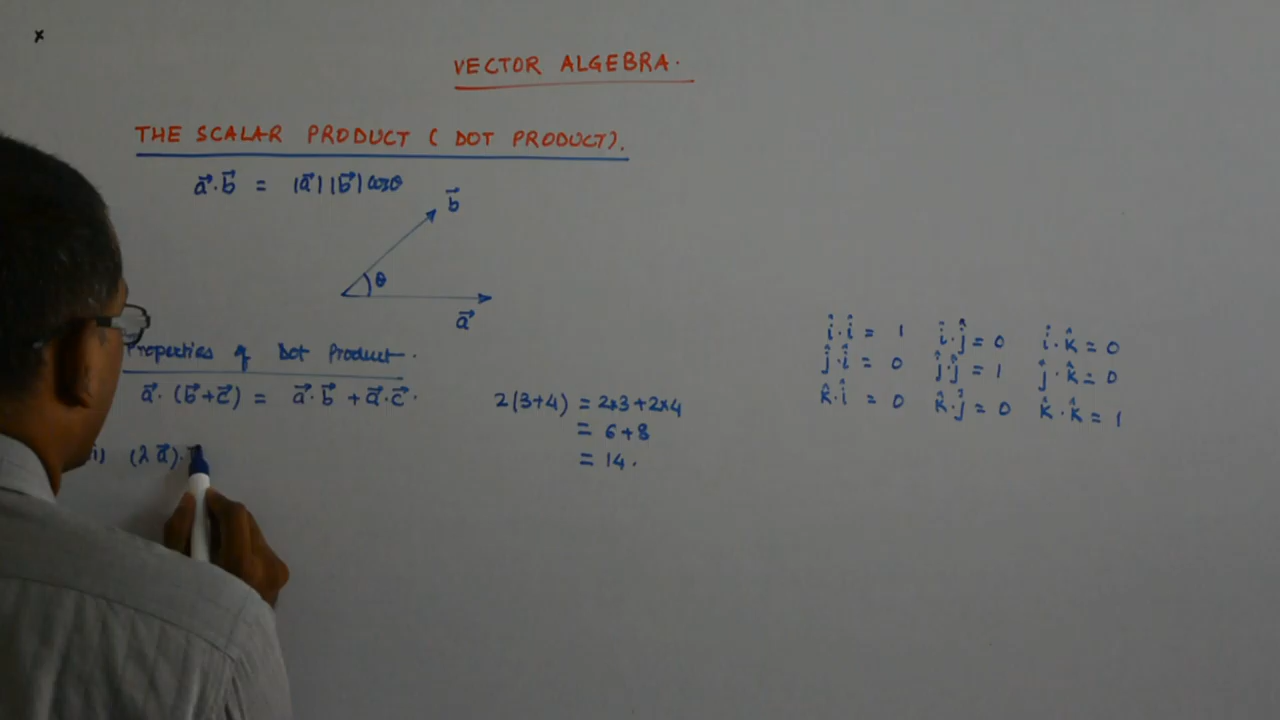 x
VECTOR ALGEBRA.
THE SCALAR PRODUCT ( DOT PRODUCT).
a⃗·b⃗ = |a⃗| |b⃗| cosθ
b⃗
θ
a⃗
Properties of Dot Product.
a⃗·(b⃗+c⃗) = a⃗·b⃗ + a⃗·c⃗.
(λa⃗).
2(3+4) = 2×3+2×4
= 6+8
= 14.
î·î = 1 î·ĵ = 0 î·k̂ = 0
ĵ·î = 0 ĵ·ĵ = 1 ĵ·k̂ = 0
k̂·î = 0 k̂·ĵ = 0 k̂·k̂ = 1